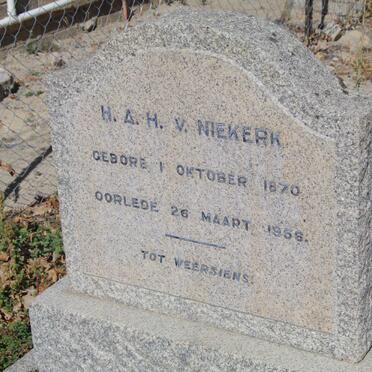 H. A. H. V. NIEKERK
GEBORE 1 OKTOBER 1870
OORLEDE 26 MAART 1956.
TOT WEERSIENS.